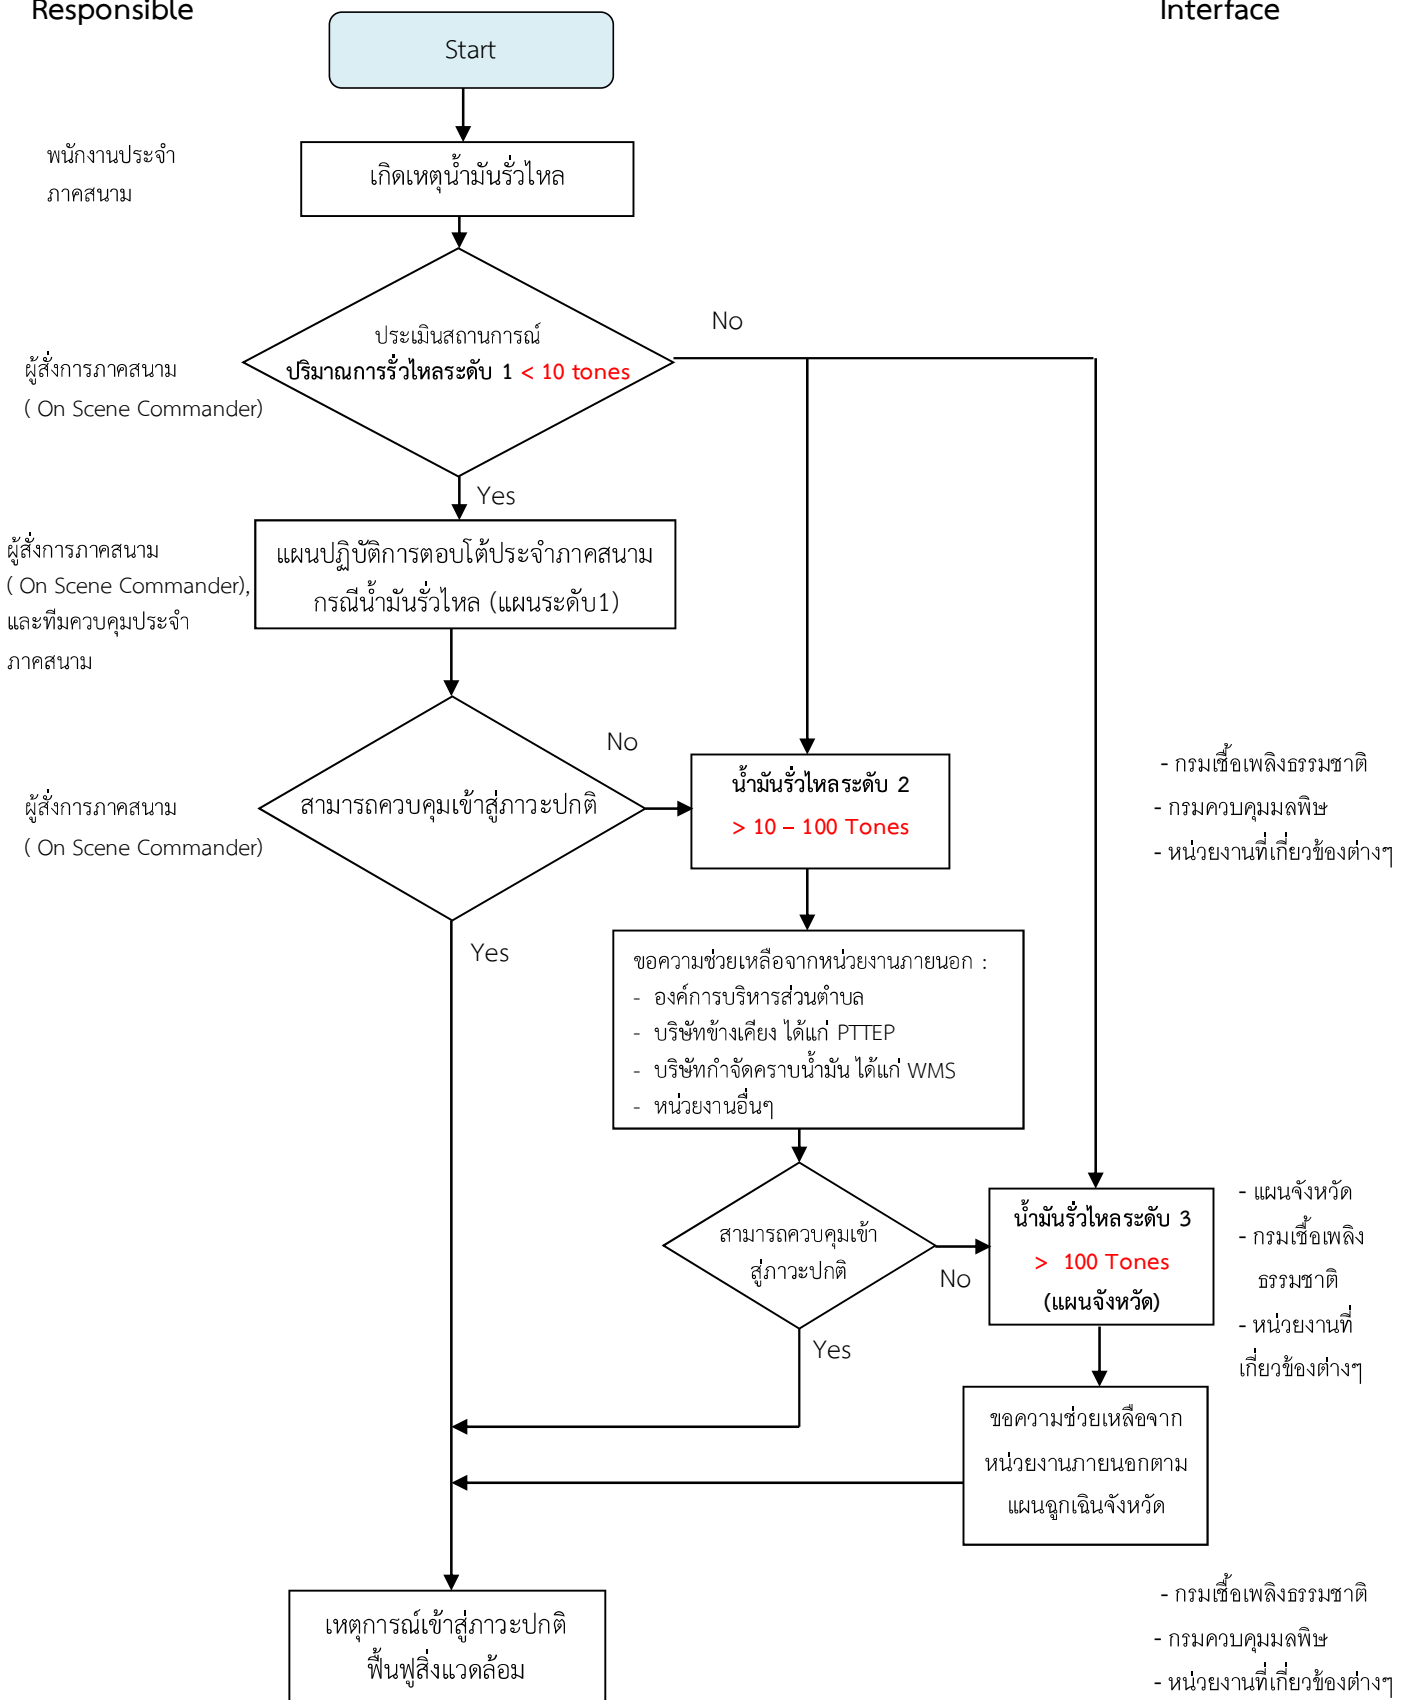 Responsible
Interface
Start
พนักงานประจำ
ภาคสนาม
เกิดเหตุน้ำมันรั่วไหล
No
ประเมินสถานการณ์
ปริมาณการรั่วไหลระดับ 1 < 10 tones
ผู้สั่งการภาคสนาม
( On Scene Commander)
Yes
ผู้สั่งการภาคสนาม
( On Scene Commander),
และทีมควบคุมประจำ
ภาคสนาม
แผนปฏิบัติการตอบโต้ประจำภาคสนาม
กรณีน้ำมันรั่วไหล (แผนระดับ1)
No
สามารถควบคุมเข้าสู่ภาวะปกติ
ผู้สั่งการภาคสนาม
( On Scene Commander)
น้ำมันรั่วไหลระดับ 2
> 10 – 100 Tones
- กรมเชื้อเพลิงธรรมชาติ
- กรมควบคุมมลพิษ
- หน่วยงานที่เกี่ยวข้องต่างๆ
Yes
ขอความช่วยเหลือจากหน่วยงานภายนอก :
- องค์การบริหารส่วนตำบล
- บริษัทข้างเคียง ได้แก่ PTTEP
- บริษัทกำจัดคราบน้ำมัน ได้แก่ WMS
- หน่วยงานอื่นๆ
สามารถควบคุมเข้า
สู่ภาวะปกติ
No
Yes
น้ำมันรั่วไหลระดับ 3
> 100 Tones
(แผนจังหวัด)
- แผนจังหวัด
- กรมเชื้อเพลิง
ธรรมชาติ
- หน่วยงานที่
เกี่ยวข้องต่างๆ
ขอความช่วยเหลือจาก
หน่วยงานภายนอกตาม
แผนฉูกเฉินจังหวัด
เหตุการณ์เข้าสู่ภาวะปกติ
ฟื้นฟูสิ่งแวดล้อม
- กรมเชื้อเพลิงธรรมชาติ
- กรมควบคุมมลพิษ
- หน่วยงานที่เกี่ยวข้องต่างๆ